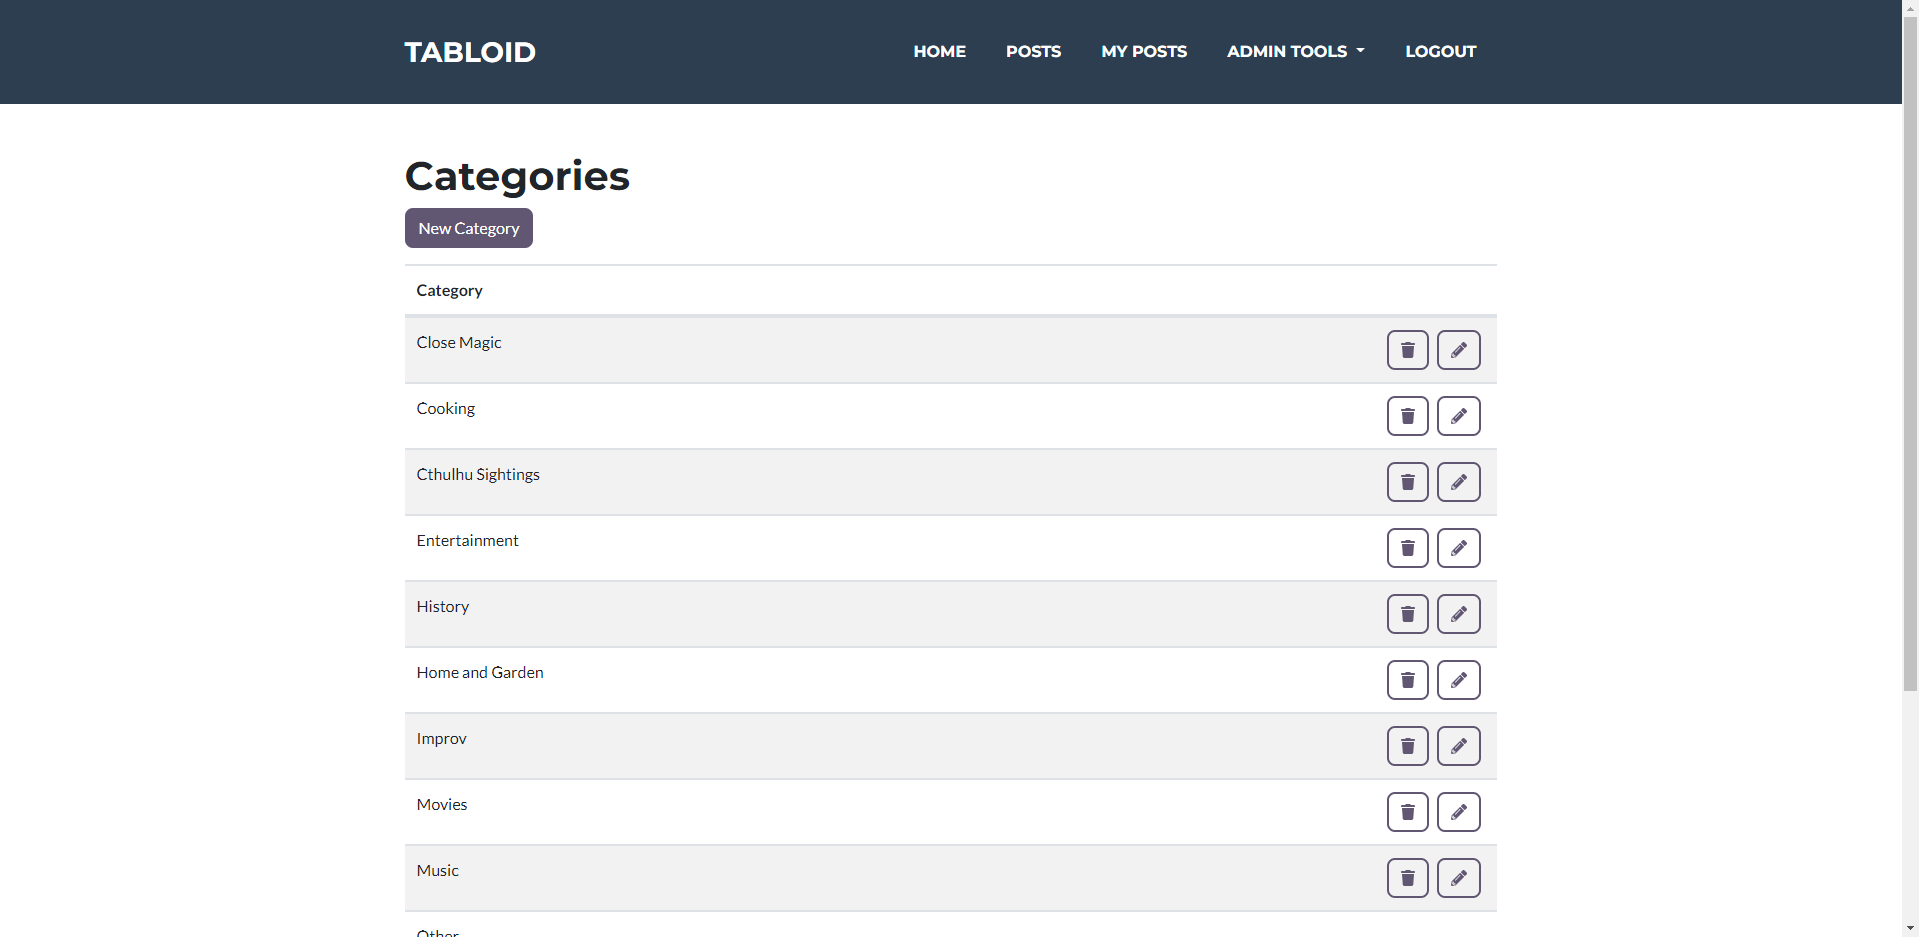 TABLOID
HOME POSTS MY POSTS ADMIN TOOLS LOGOUT
Categories
New Category
Category
Close Magic
Cooking
Cthulhu Sightings
Entertainment
History
Home and Garden
Improv
Movies
Music
Other